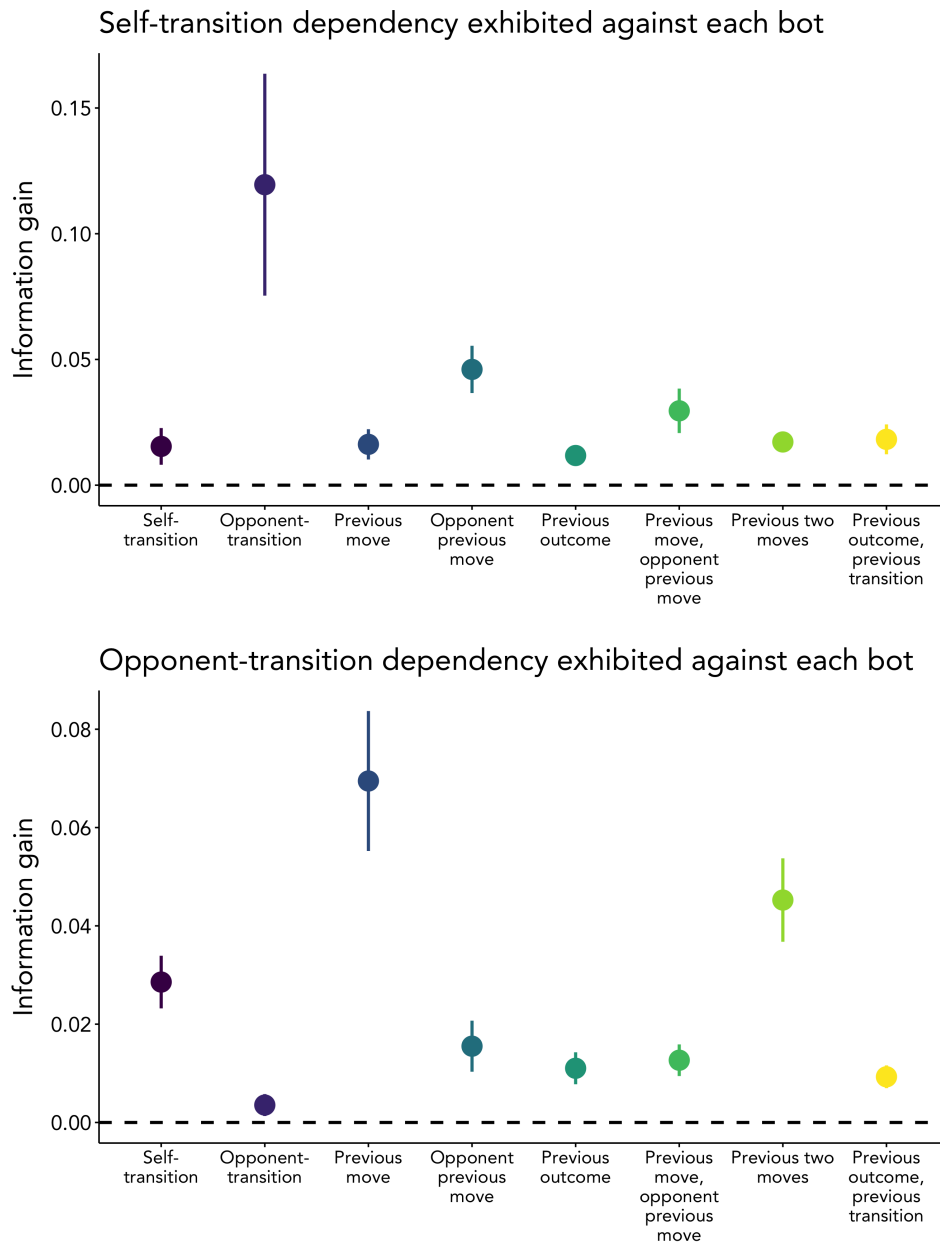 Self-transition dependency exhibited against each bot
Information gain
0.15
0.10
0.05
0.00
Self-
transition
Opponent-
transition
Previous
move
Opponent
previous
move
Previous
outcome
Previous
move,
opponent
previous
move
Previous two
moves
Previous
outcome,
previous
transition
Opponent-transition dependency exhibited against each bot
Information gain
0.08
0.06
0.04
0.02
0.00
Self-
transition
Opponent-
transition
Previous
move
Opponent
previous
move
Previous
outcome
Previous
move,
opponent
previous
move
Previous two
moves
Previous
outcome,
previous
transition